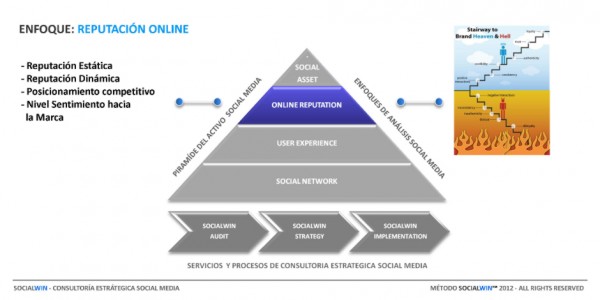 ENFOQUE: REPUTACIÓN ONLINE
- Reputación Estática
- Reputación Dinámica
- Posicionamiento competitivo
- Nivel Sentimiento hacia
la Marca
PIRAMÍDE DEL ACTIVO SOCIAL MEDIA
SOCIAL
ASSET
ONLINE REPUTATION
USER EXPERIENCE
SOCIAL NETWORK
ENFOQUES DE ANÁLISIS SOCIAL MEDIA
Stairway to
Brand Heaven & Hell
SOCIALWIN
AUDIT
SOCIALWIN
STRATEGY
SOCIALWIN
IMPLEMENTATION
SERVICIOS Y PROCESOS DE CONSULTORIA ESTRATEGICA SOCIAL MEDIA
SOCIALWIN - CONSULTORÍA ESTRÁTEGICA SOCIAL MEDIA
MÉTODO SOCIALWIN™ 2012 - ALL RIGHTS RESERVED